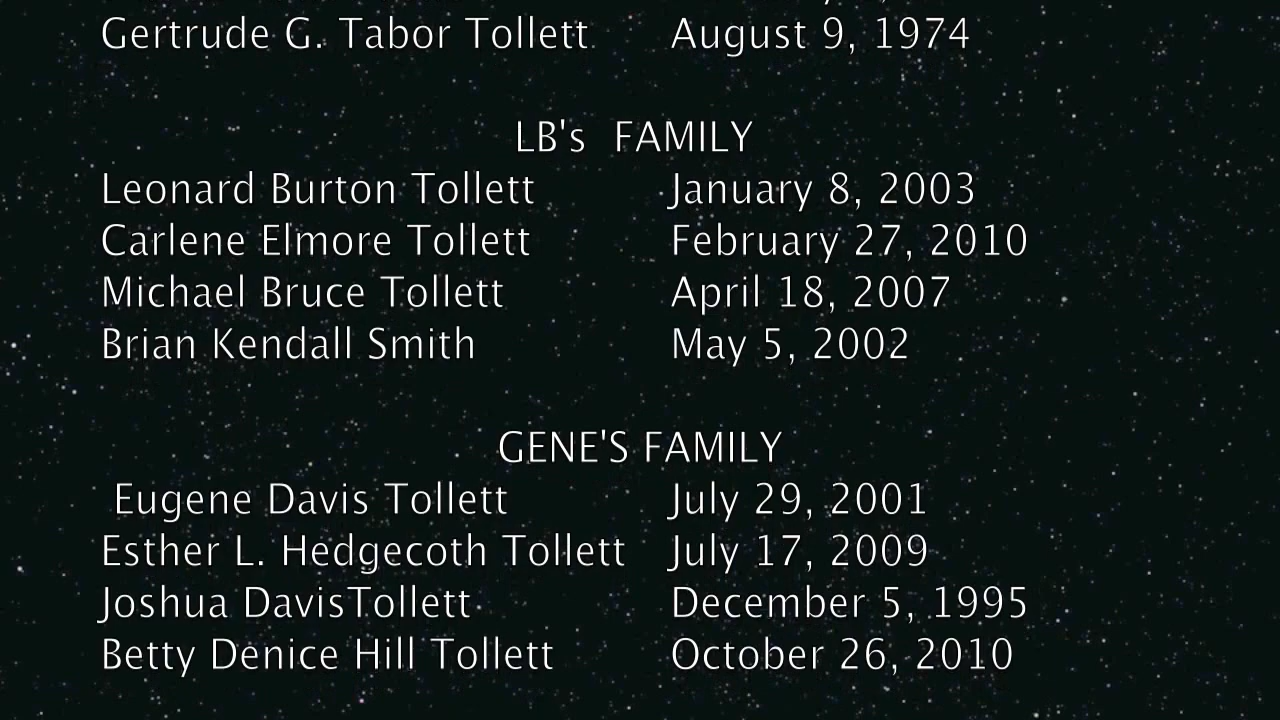 Gertrude G. Tabor Tollett August 9, 1974
LB's FAMILY
Leonard Burton Tollett January 8, 2003
Carlene Elmore Tollett February 27, 2010
Michael Bruce Tollett April 18, 2007
Brian Kendall Smith May 5, 2002
GENE'S FAMILY
Eugene Davis Tollett July 29, 2001
Esther L. Hedgecoth Tollett July 17, 2009
Joshua DavisTollett December 5, 1995
Betty Denice Hill Tollett October 26, 2010